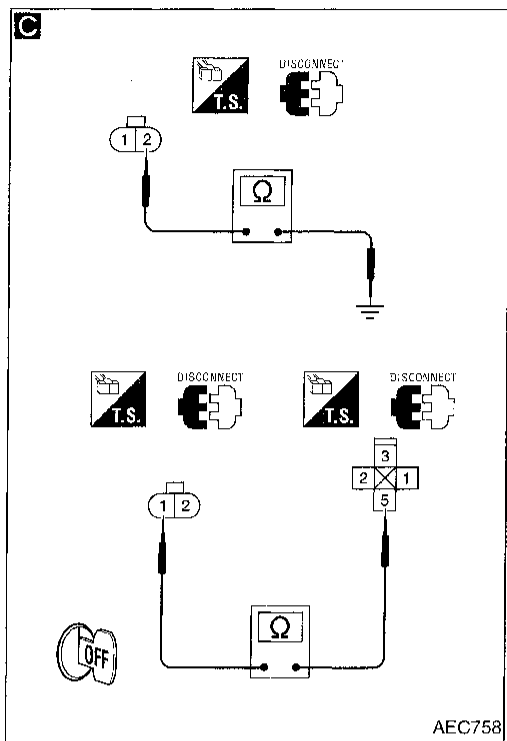 C
DISCONNECT
T.S.
1 2
Ω
DISCONNECT
DISCONNECT
T.S.
T.S.
3
2 1
5
1 2
Ω
OFF
AEC758